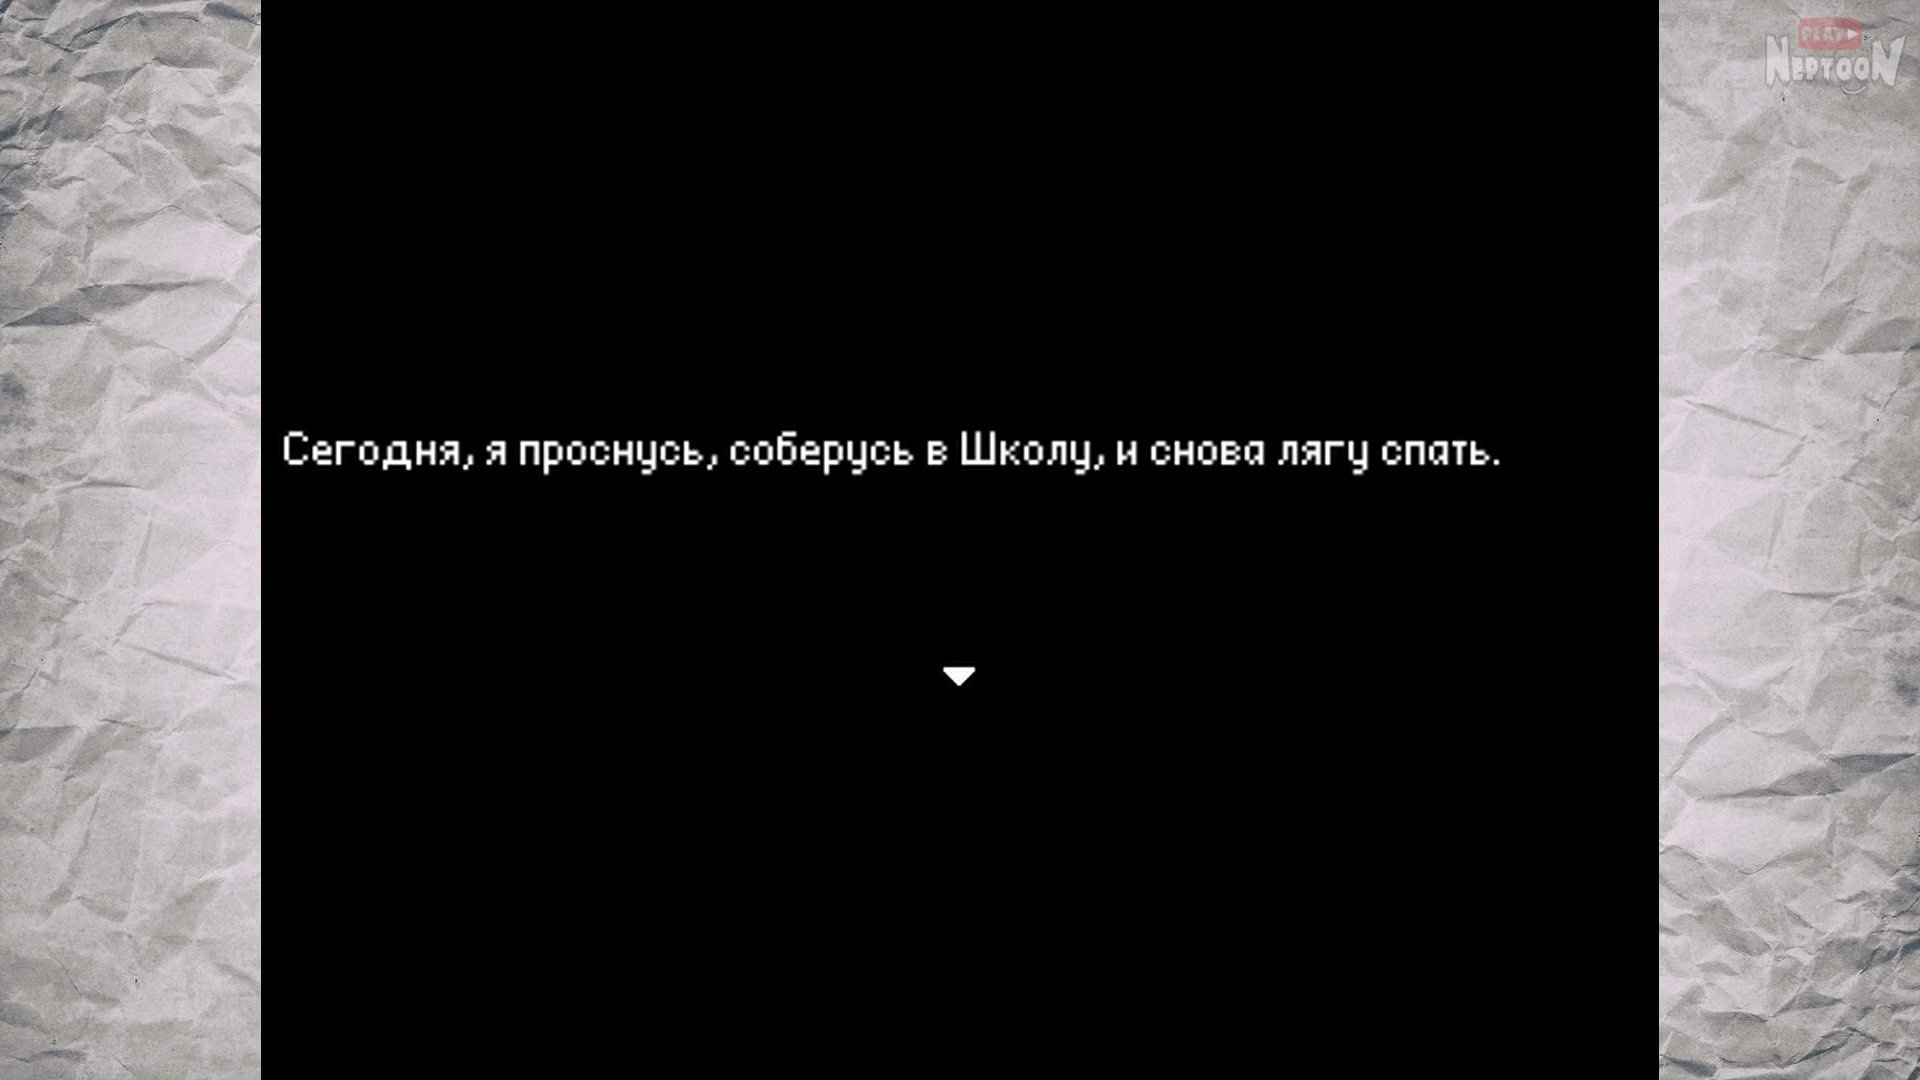 PLAY
NEPTOON
Сегодня, я проснусь, соберусь в Школу, и снова лягу спать.